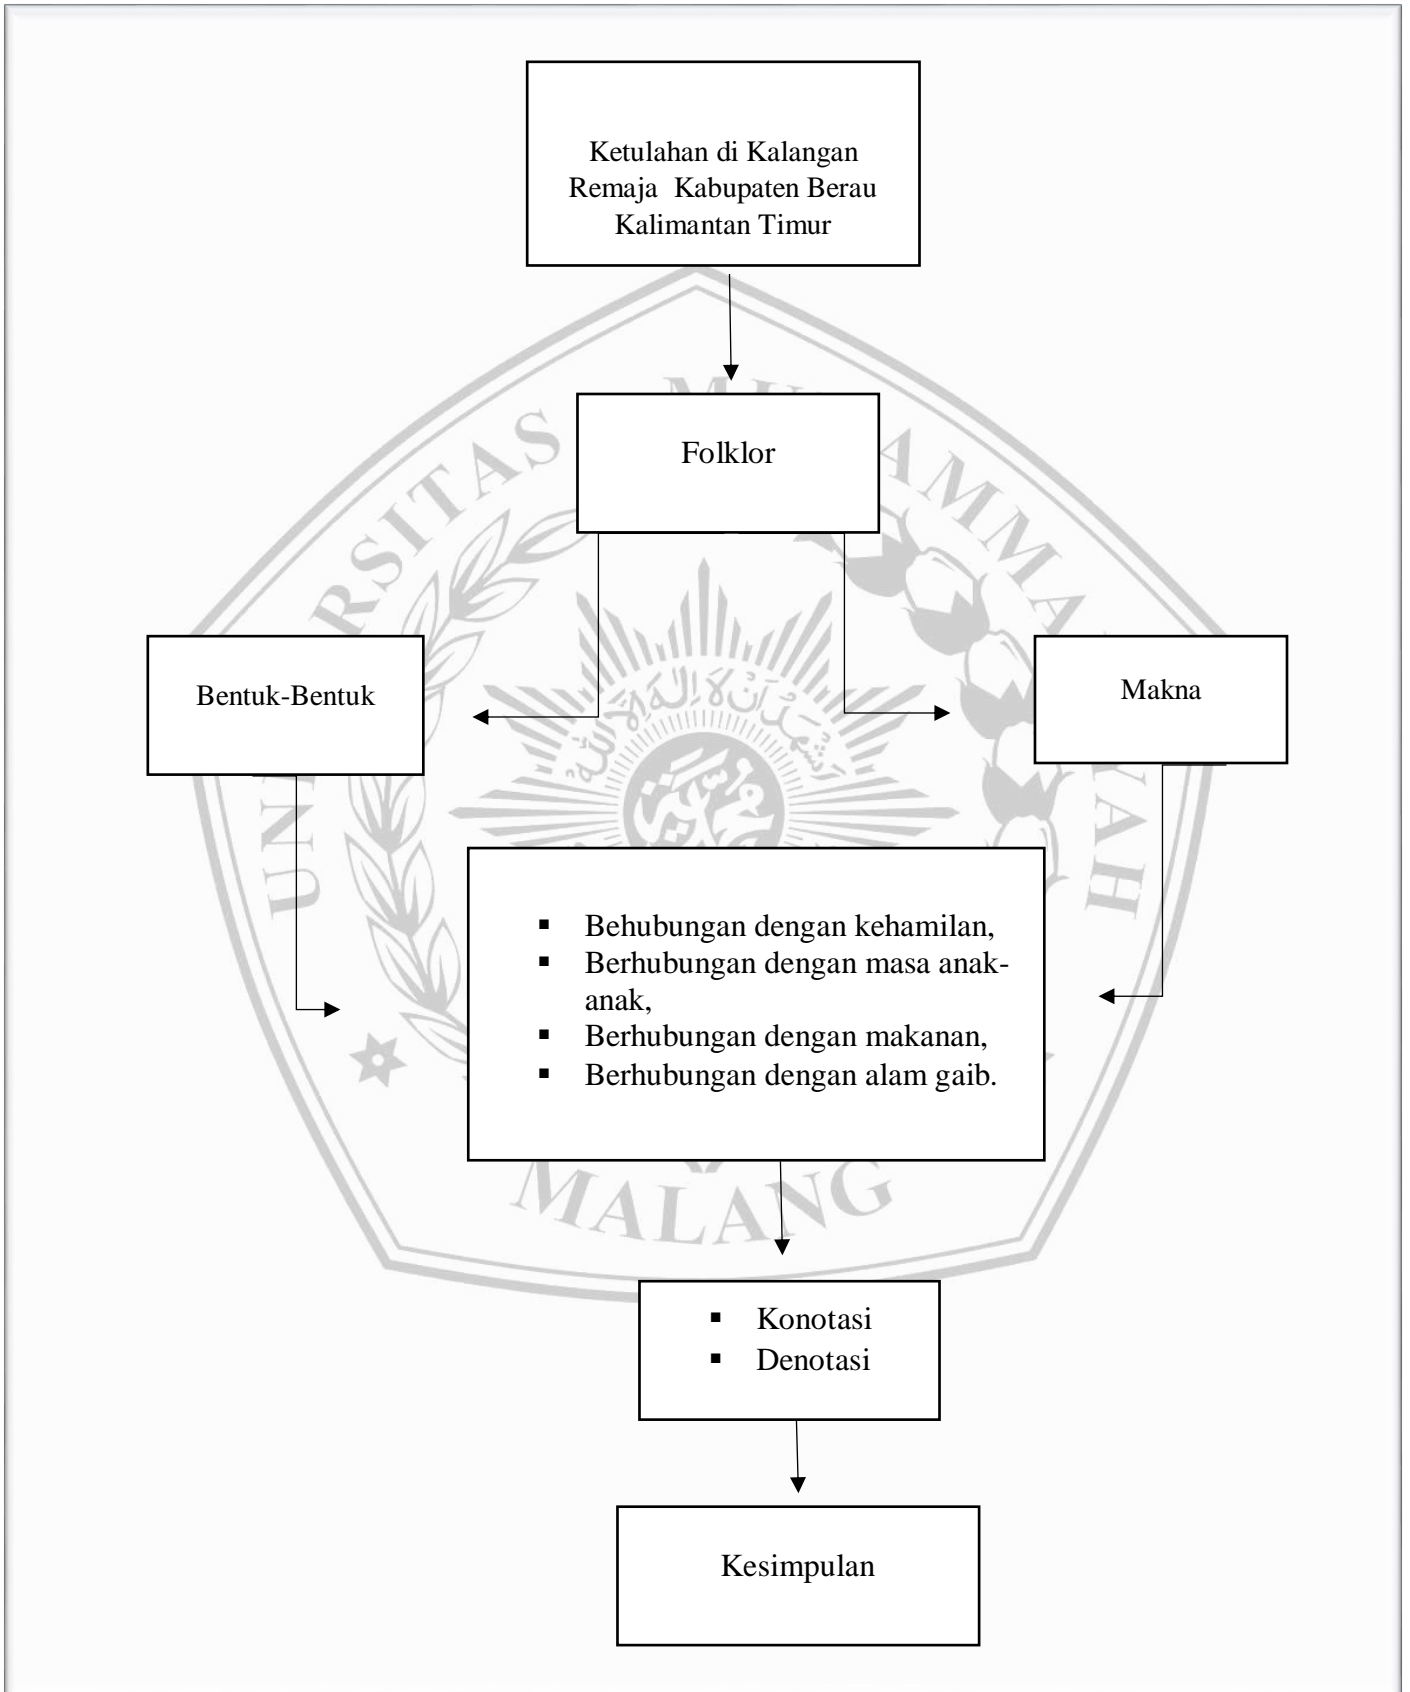 Ketulahan di Kalangan
Remaja Kabupaten Berau
Kalimantan Timur
Folklor
Bentuk-Bentuk
Makna
▪ Behubungan dengan kehamilan,
▪ Berhubungan dengan masa anak-
anak,
▪ Berhubungan dengan makanan,
▪ Berhubungan dengan alam gaib.
MALANG
▪ Konotasi
▪ Denotasi
Kesimpulan